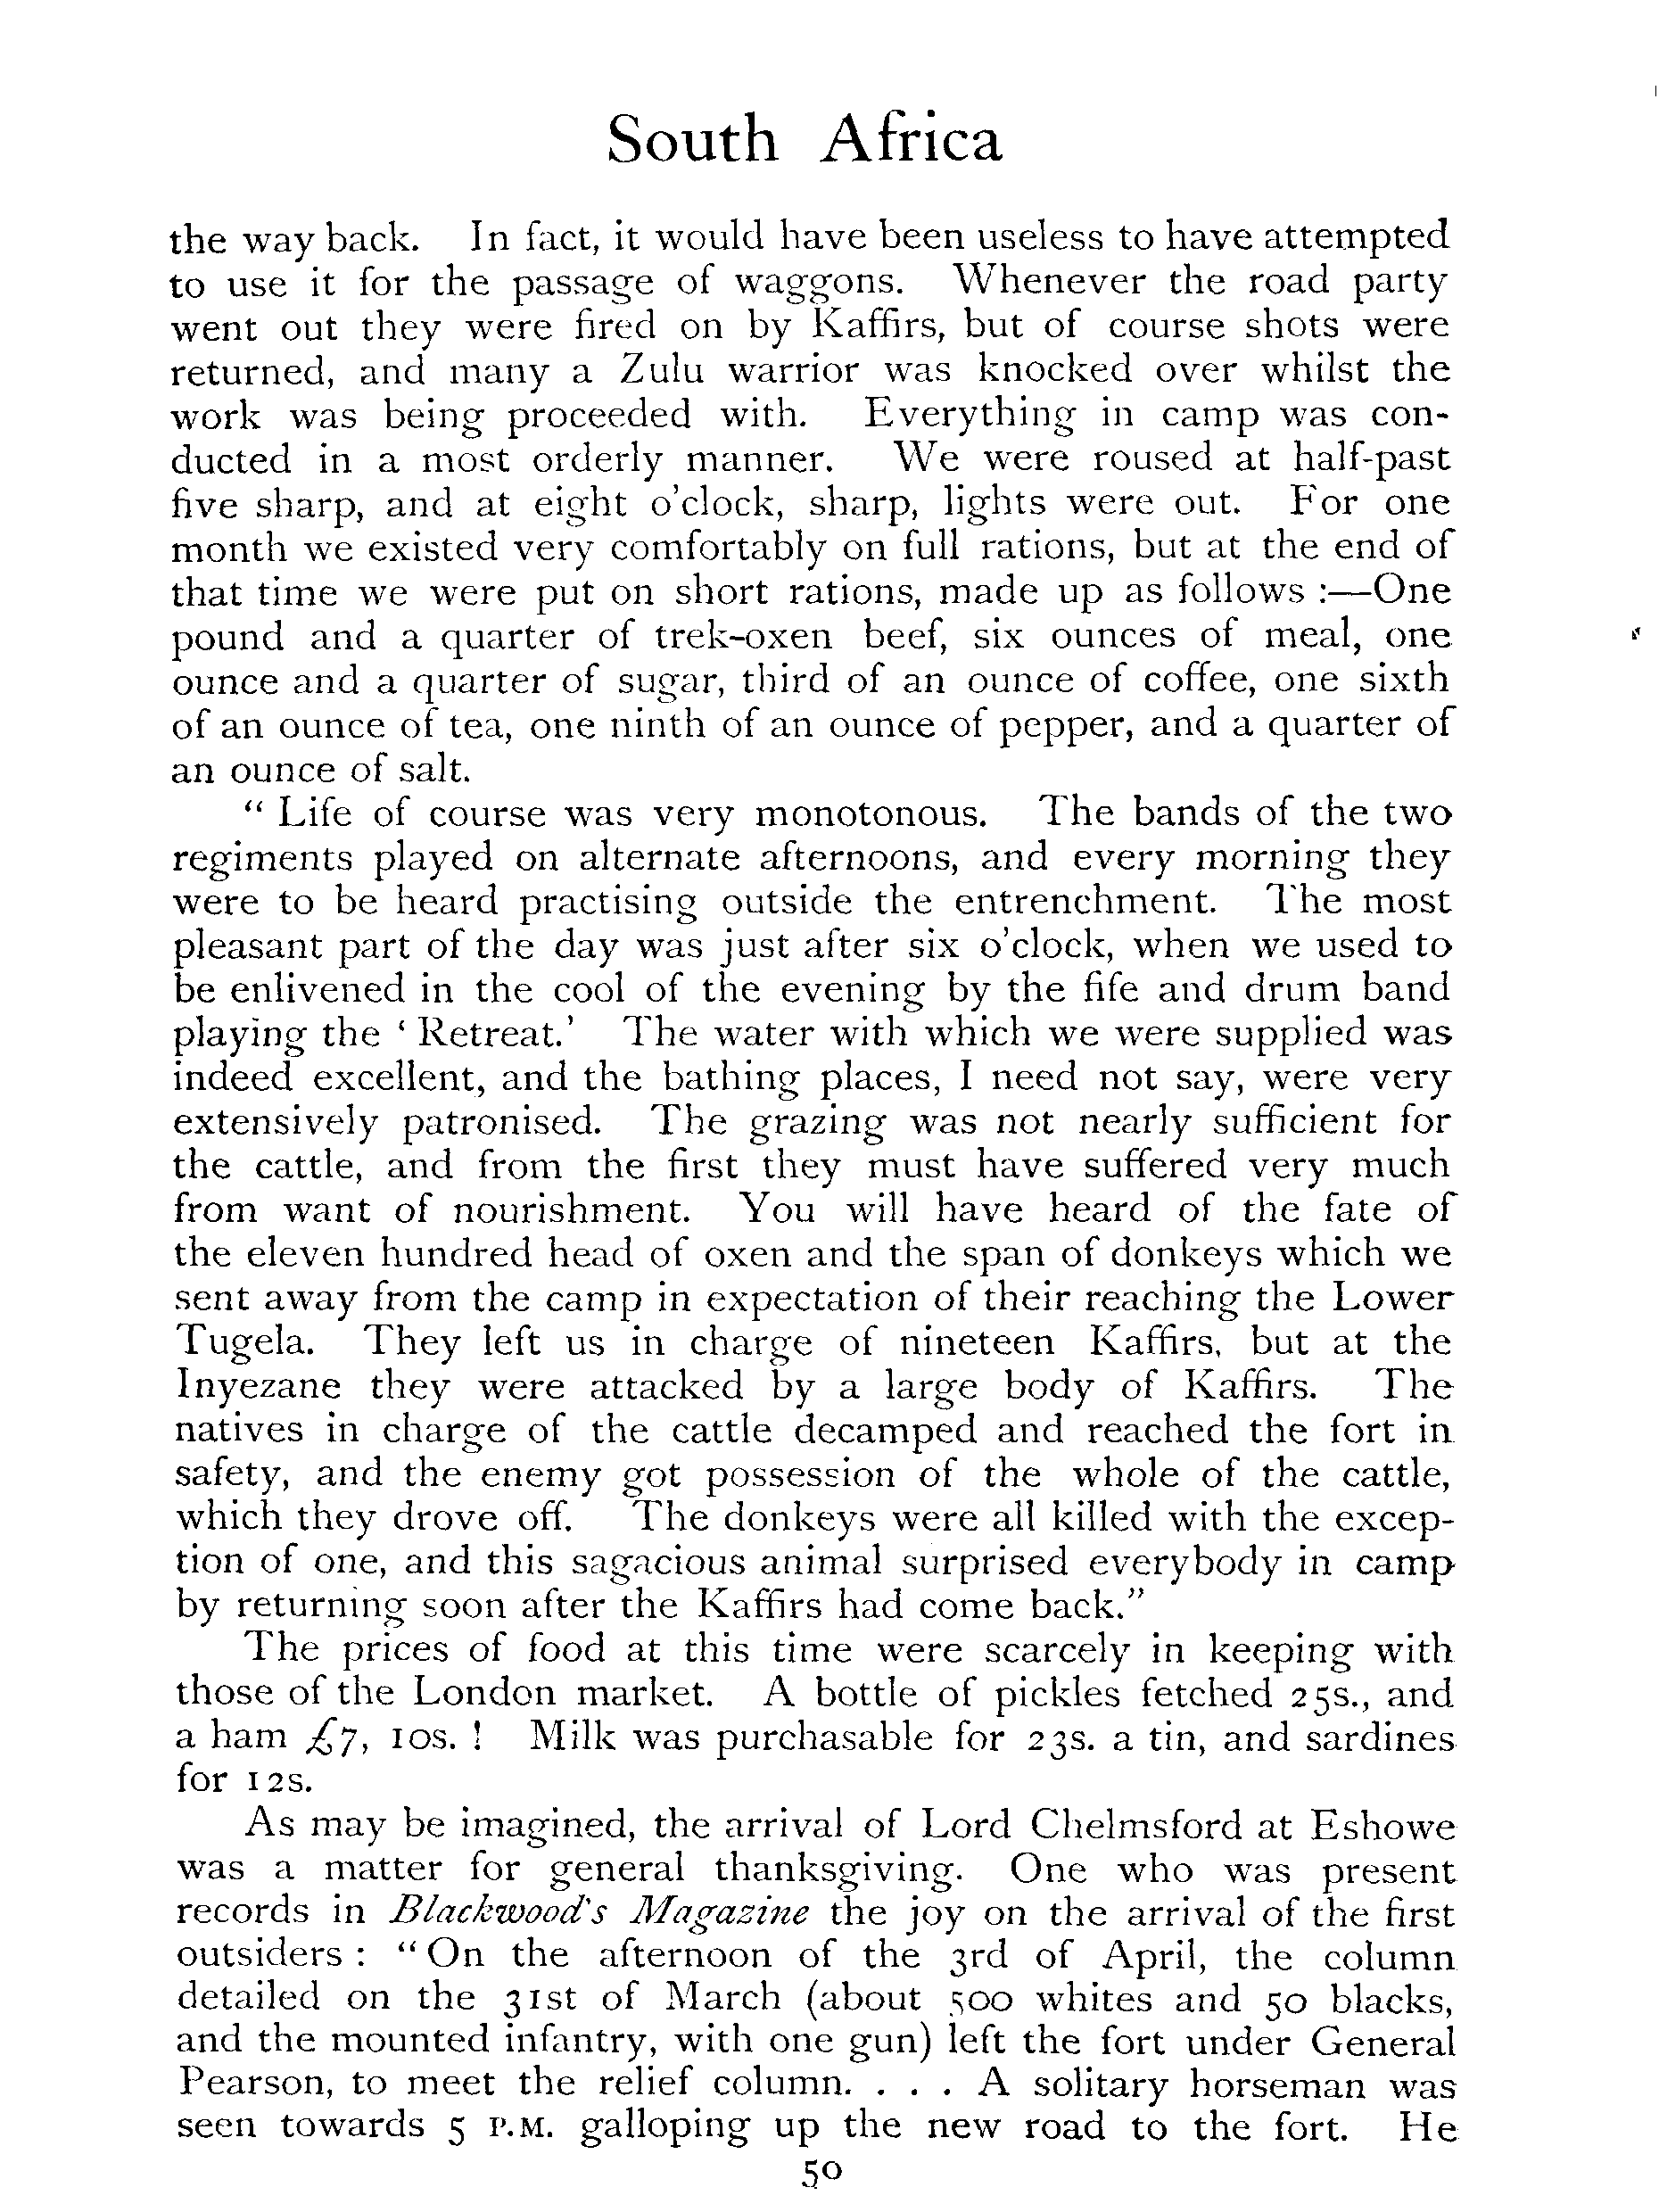 South Africa
the way back. In fact, it would have been useless to have attempted
to use it for the passage of waggons. Whenever the road party
went out they were fired on by Kaffirs, but of course shots were
returned, and many a Zulu warrior was knocked over whilst the
work was being proceeded with. Everything in camp was con-
ducted in a most orderly manner. We were roused at half-past
five sharp, and at eight o'clock, sharp, lights were out. For one
month we existed very comfortably on full rations, but at the end of
that time we were put on short rations, made up as follows :—One
pound and a quarter of trek-oxen beef, six ounces of meal, one
ounce and a quarter of sugar, third of an ounce of coffee, one sixth
of an ounce of tea, one ninth of an ounce of pepper, and a quarter of
an ounce of salt.
" Life of course was very monotonous. The bands of the two
regiments played on alternate afternoons, and every morning they
were to be heard practising outside the entrenchment. The most
pleasant part of the day was just after six o'clock, when we used to
be enlivened in the cool of the evening by the fife and drum band
playing the ' Retreat.' The water with which we were supplied was
indeed excellent, and the bathing places, I need not say, were very
extensively patronised. The grazing was not nearly sufficient for
the cattle, and from the first they must have suffered very much
from want of nourishment. You will have heard of the fate of
the eleven hundred head of oxen and the span of donkeys which we
sent away from the camp in expectation of their reaching the Lower
Tugela. They left us in charge of nineteen Kaffirs, but at the
Inyezane they were attacked by a large body of Kaffirs. The
natives in charge of the cattle decamped and reached the fort in
safety, and the enemy got possession of the whole of the cattle,
which they drove off. The donkeys were all killed with the excep-
tion of one, and this sagacious animal surprised everybody in camp
by returning soon after the Kaffirs had come back."
The prices of food at this time were scarcely in keeping with
those of the London market. A bottle of pickles fetched 25s., and
a ham £7, 10s. ! Milk was purchasable for 23s. a tin, and sardines
for 12s.
As may be imagined, the arrival of Lord Chelmsford at Eshowe
was a matter for general thanksgiving. One who was present
records in Blackwood's Magazine the joy on the arrival of the first
outsiders : " On the afternoon of the 3rd of April, the column
detailed on the 31st of March (about 500 whites and 50 blacks,
and the mounted infantry, with one gun) left the fort under General
Pearson, to meet the relief column. . . . A solitary horseman was
seen towards 5 P.M. galloping up the new road to the fort. He
50